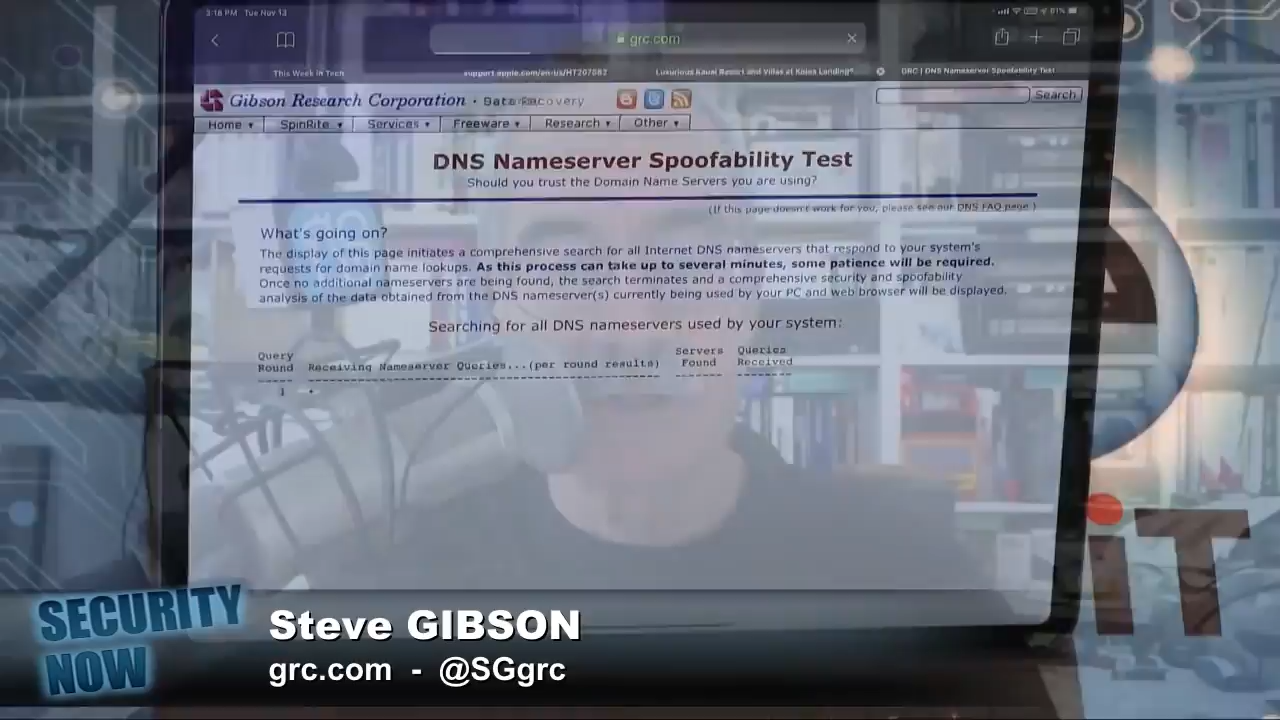 3:18 PM Tue Nov 13
81%
grc.com
This Week in Tech
support.apple.com/en-us/HT207092
Luxurious Kauai Resort and Villas at Koloa Landing®
GRC | DNS Nameserver Spoofability Test
Gibson Research Corporation · Data Recovery
Search
Home
SpinRite
Services
Freeware
Research
Other
DNS Nameserver Spoofability Test
Should you trust the Domain Name Servers you are using?
(If this page doesn't work for you, please see our DNS FAQ page.)
What's going on?
The display of this page initiates a comprehensive search for all Internet DNS nameservers that respond to your system's
requests for domain name lookups. As this process can take up to several minutes, some patience will be required.
Once no additional nameservers are being found, the search terminates and a comprehensive security and spoofability
analysis of the data obtained from the DNS nameserver(s) currently being used by your PC and web browser will be displayed.
Searching for all DNS nameservers used by your system:
Query Round
Receiving Nameserver Queries...(per round results)
Servers Found
Queries Received
1
iT
SECURITY
NOW
Steve GIBSON
grc.com - @SGgrc